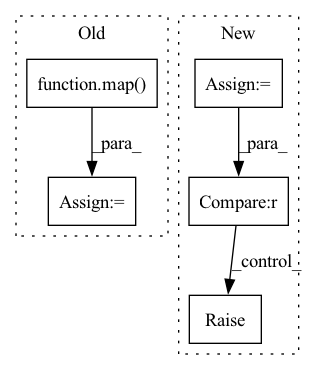 Old
function.map()
_para_
Assign:=
New
Assign:=
_para_
Compare:r
_control_
Raise